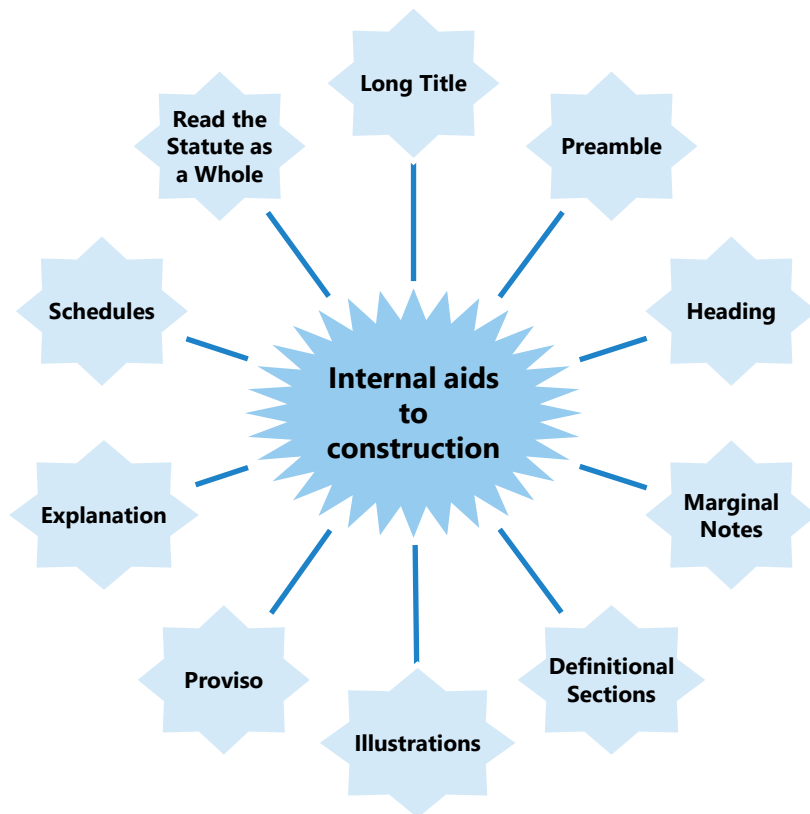 Long Title
Preamble
Heading
Marginal
Notes
Definitional
Sections
Illustrations
Proviso
Explanation
Schedules
Read the
Statute as
a Whole
Internal aids
to
construction